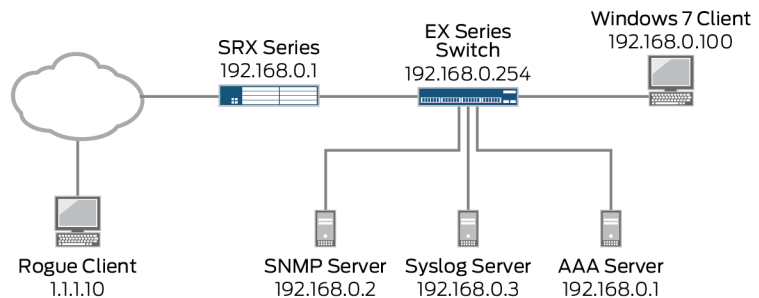 Windows 7 Client
192.168.0.100
EX Series
Switch
192.168.0.254
SRX Series
192.168.0.1
Rogue Client
1.1.1.10
SNMP Server
192.168.0.2
Syslog Server
192.168.0.3
AAA Server
192.168.0.1